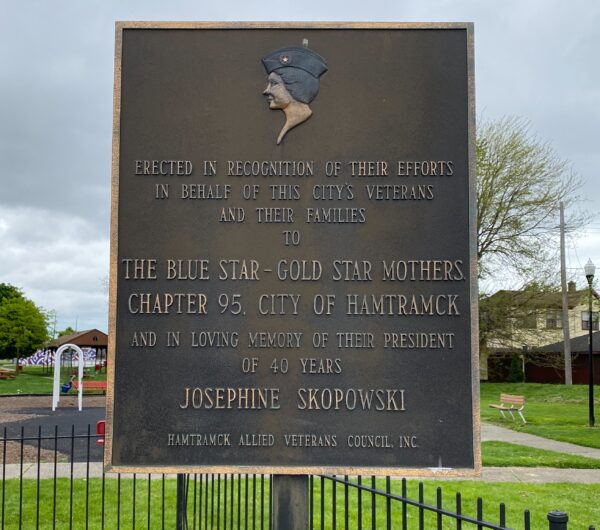 ERECTED IN RECOGNITION OF THEIR EFFORTS
IN BEHALF OF THIS CITY'S VETERANS
AND THEIR FAMILIES
TO
THE BLUE STAR - GOLD STAR MOTHERS.
CHAPTER 95, CITY OF HAMTRAMCK
AND IN LOVING MEMORY OF THEIR PRESIDENT
OF 40 YEARS
JOSEPHINE SKOPOWSKI
HAMTRAMCK ALLIED VETERANS COUNCIL, INC.